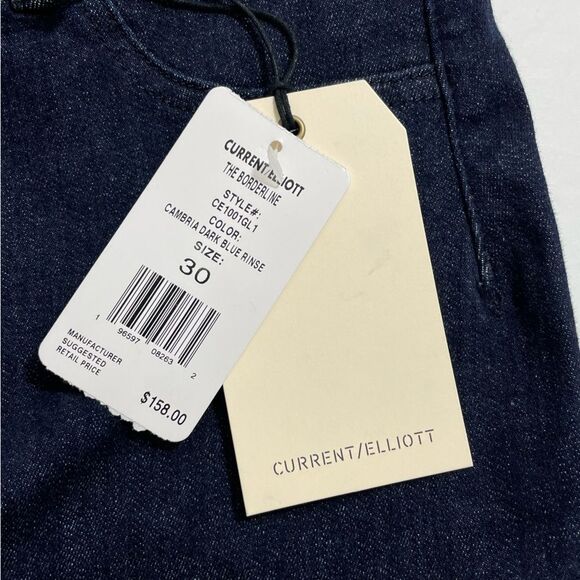 CURRENT/ELLIOTT
THE BORDERLINE
STYLE#:
CE1001GL1
COLOR:
CAMBRIA DARK BLUE RINSE
SIZE:
30
1 96597 08263 2
MANUFACTURER
SUGGESTED
RETAIL PRICE
$158.00
CURRENT/ELLIOTT